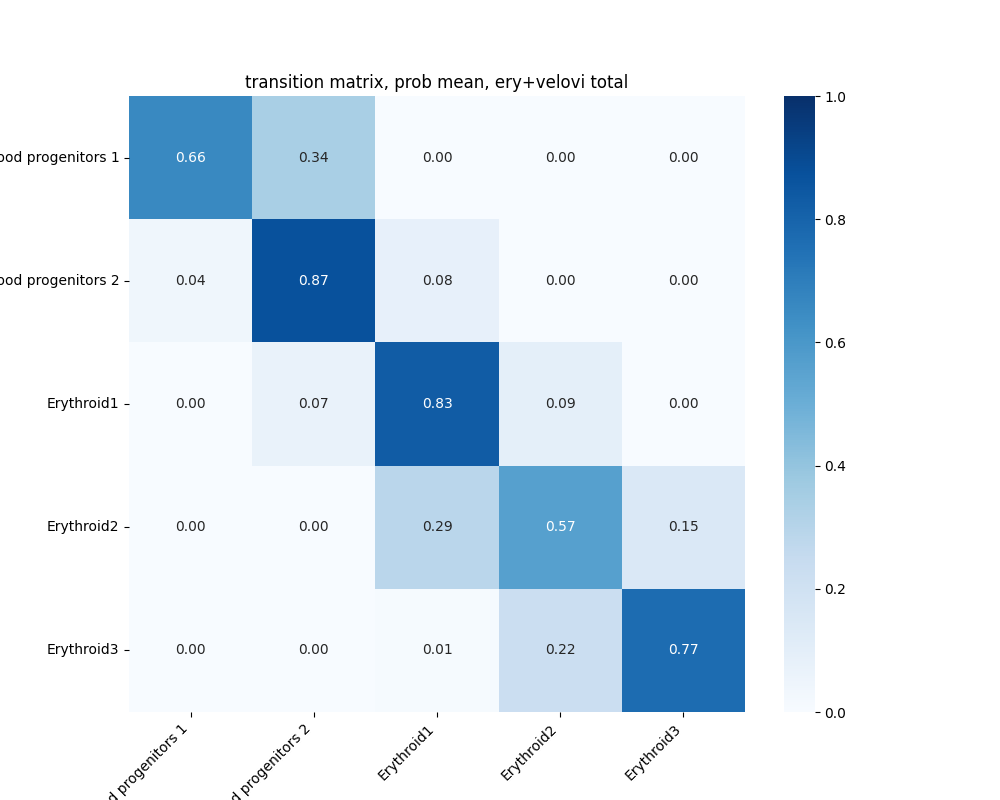 transition matrix, prob mean, ery+velovi total
ood progenitors 1 0.66 0.34 0.00 0.00 0.00
ood progenitors 2 0.04 0.87 0.08 0.00 0.00
Erythroid1 0.00 0.07 0.83 0.09 0.00
Erythroid2 0.00 0.00 0.29 0.57 0.15
Erythroid3 0.00 0.00 0.01 0.22 0.77
d progenitors 1
d progenitors 2
Erythroid1
Erythroid2
Erythroid3
1.0
0.8
0.6
0.4
0.2
0.0